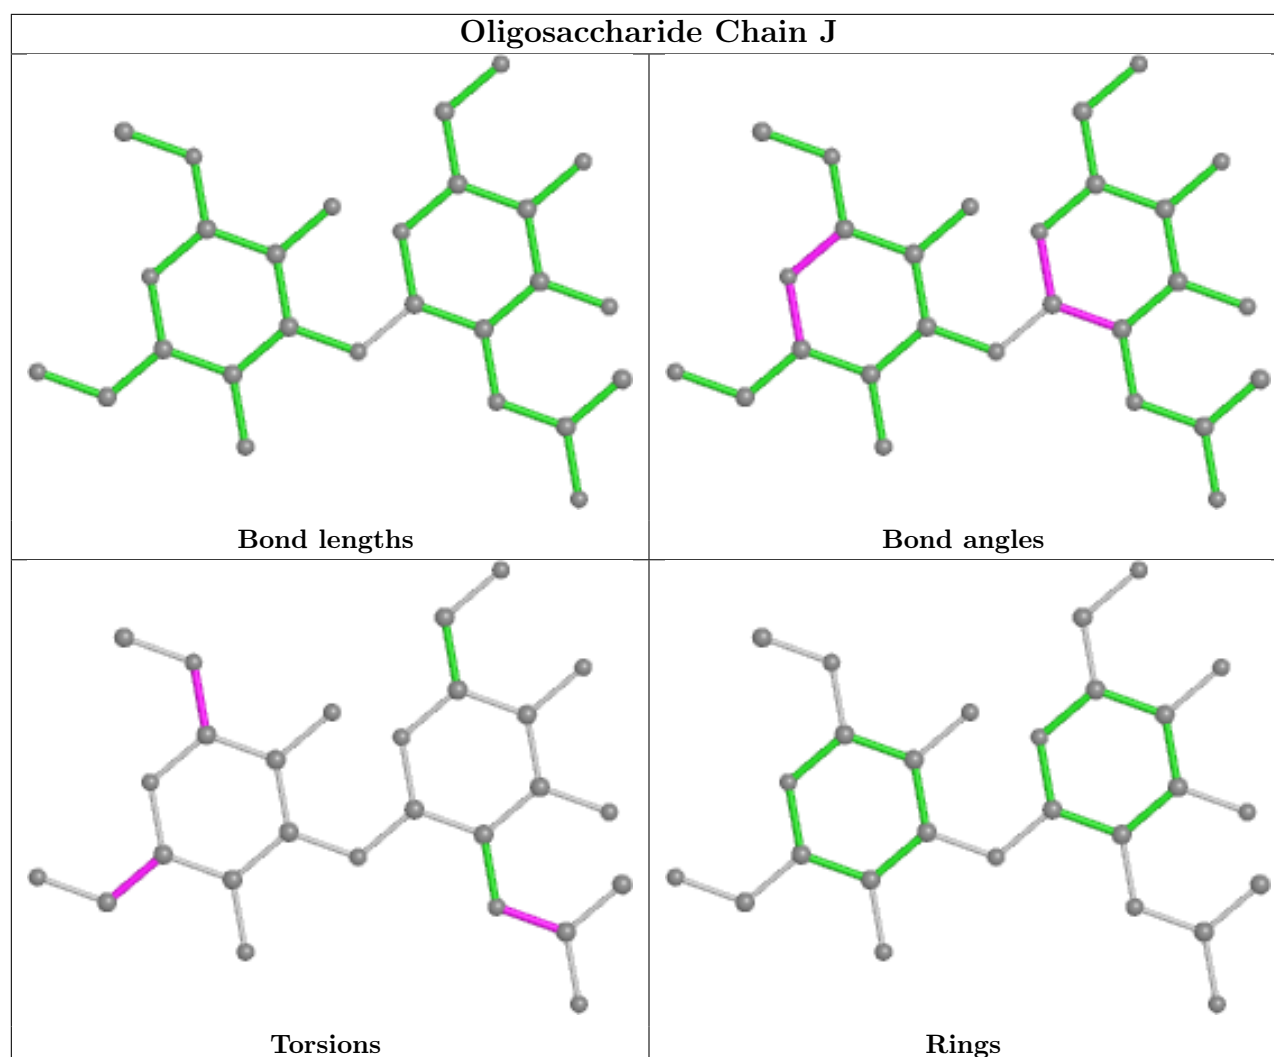 Oligosaccharide Chain J
Bond lengths
Bond angles
Torsions
Rings